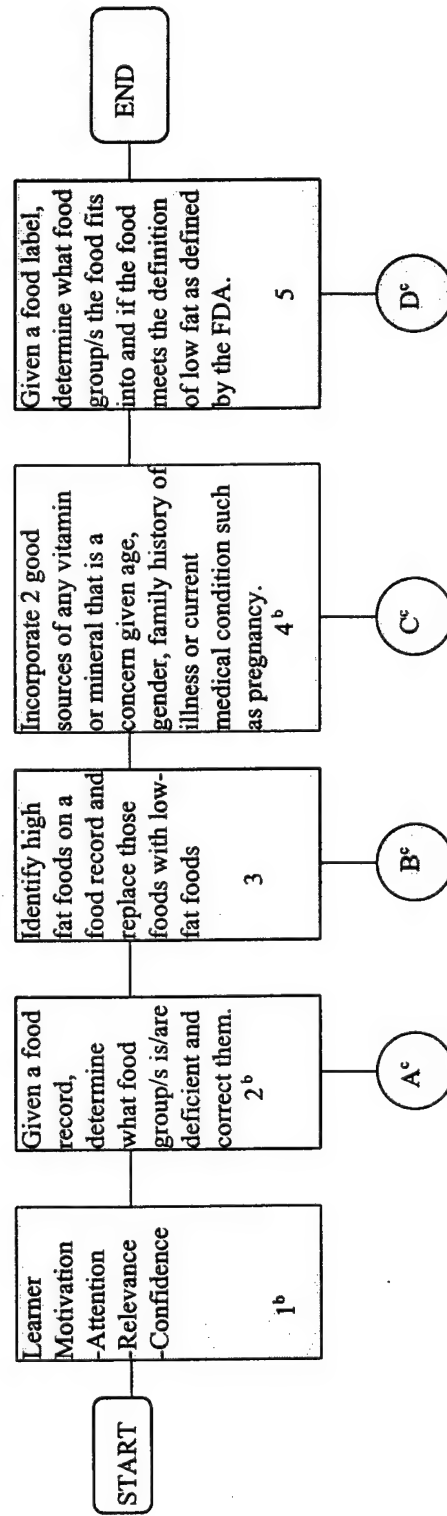 START
Learner
Motivation
-Attention
-Relevance
-Confidence
1ᵇ
Given a food
record,
determine
what food
group/s is/are
deficient and
correct them.
2ᵇ
Aᶜ
Identify high
fat foods on a
food record and
replace those
foods with low-
fat foods
3
Bᶜ
Incorporate 2 good
sources of any vitamin
or mineral that is a
concern given age,
gender, family history of
illness or current
medical condition such
as pregnancy.
4ᵇ
Cᶜ
Given a food label,
determine what food
group/s the food fits
into and if the food
meets the definition
of low fat as defined
by the FDA.
5
Dᶜ
END